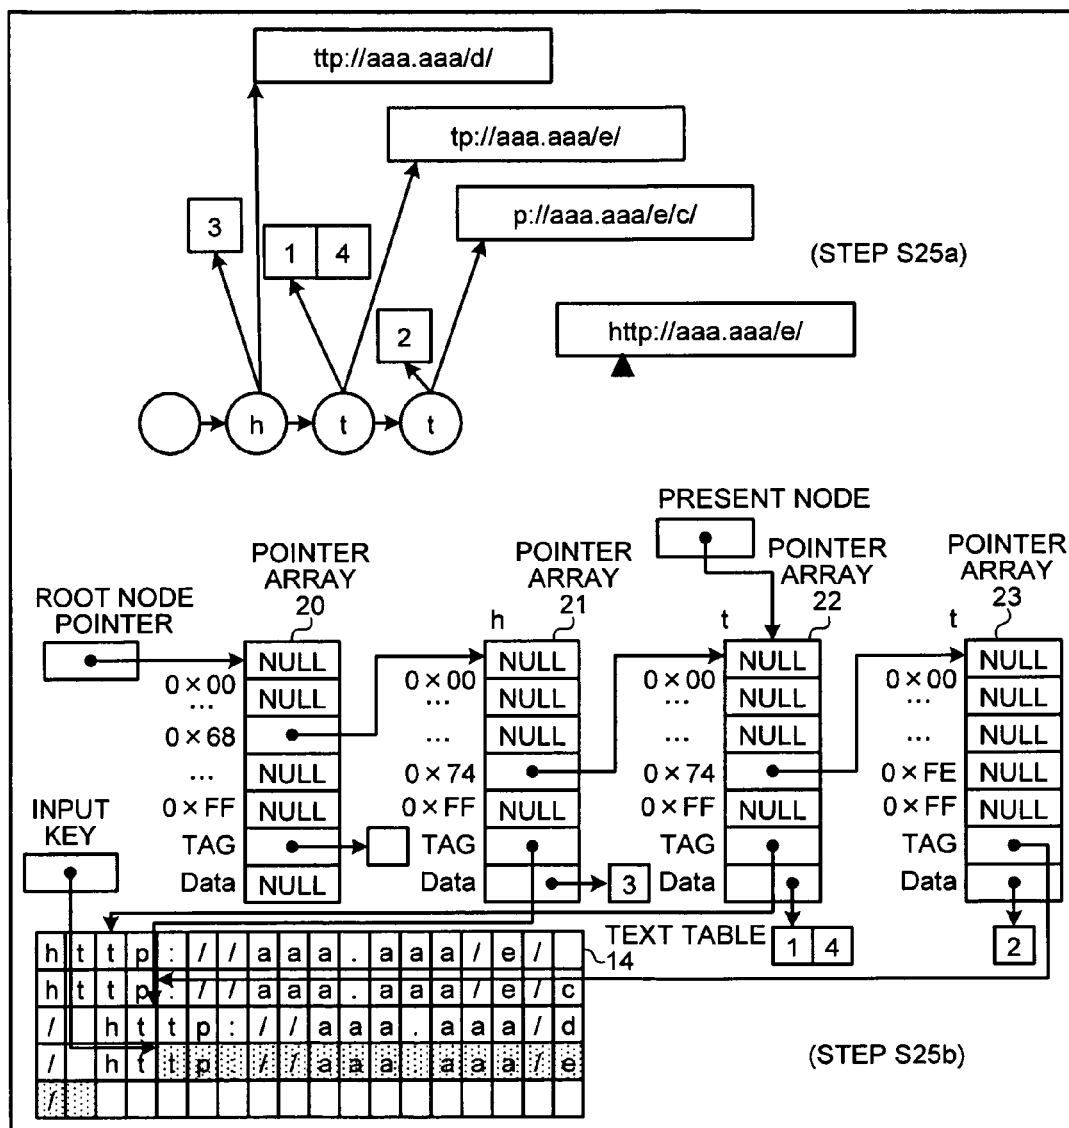 ttp://aaa.aaa/d/
tp://aaa.aaa/e/
p://aaa.aaa/e/c/
3
1 4
(STEP S25a)
2
http://aaa.aaa/e/
h t t
PRESENT NODE
POINTER ARRAY 20
POINTER ARRAY 21
POINTER ARRAY 22
POINTER ARRAY 23
ROOT NODE POINTER
h
t
t
NULL NULL NULL NULL
0×00 NULL 0×00 NULL 0×00 NULL 0×00 NULL
...
...
...
...
0×68 ... NULL ... NULL ... NULL
... NULL 0×74 0×74 0×FE NULL
0×FF NULL 0×FF NULL 0×FF NULL 0×FF NULL
INPUT KEY
TAG TAG TAG TAG
Data NULL Data 3 Data Data
TEXT TABLE 14
1 4
2
h t t p : / / a a a . a a a / e /
h t t p : / / a a a . a a a / e / c
/ h t t p : / / a a a . a a a / d
/ h t t p : / / a a a . a a a / e
/
(STEP S25b)